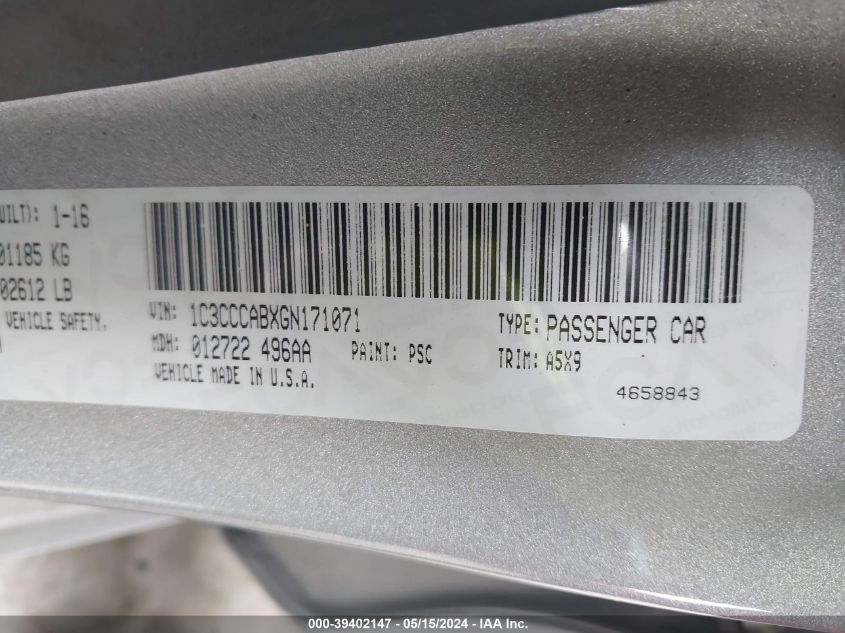 UILT): 1-16
01185 KG
02612 LB
VEHICLE SAFETY.
VIN: 1C3CCCABXGN171071
TYPE: PASSENGER CAR
MDH: 012722 496AA
PAINT: PSC
TRIM: A5X9
VEHICLE MADE IN U.S.A.
4658843
000-39402147 - 05/15/2024 - IAA Inc.